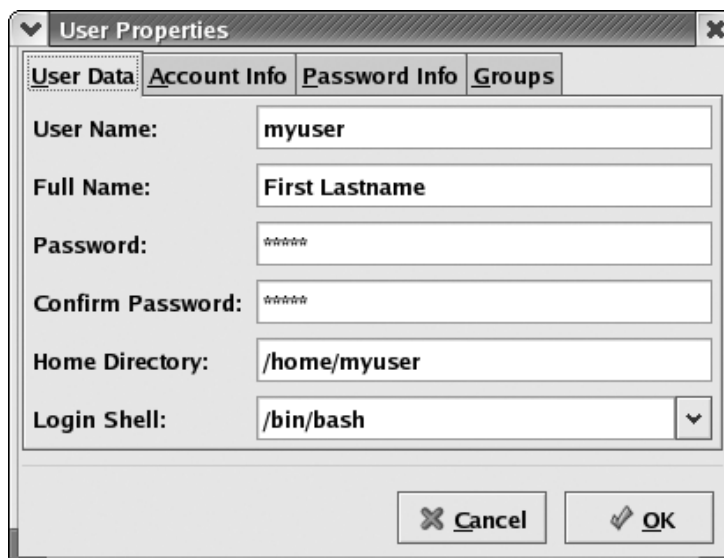 User Properties
User Data Account Info Password Info Groups
User Name: myuser
Full Name: First Lastname
Password: *****
Confirm Password: *****
Home Directory: /home/myuser
Login Shell: /bin/bash
Cancel OK